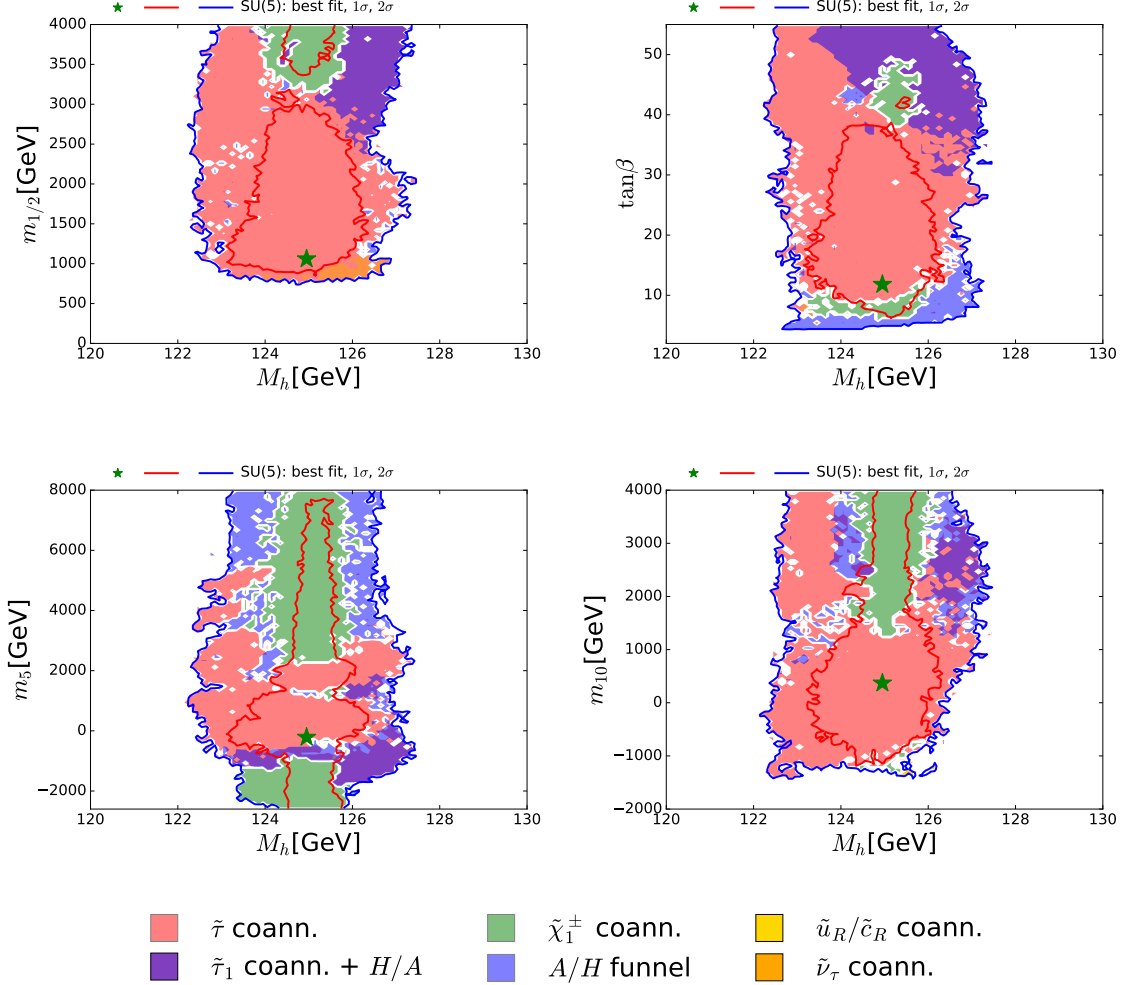 SU(5): best fit, 1σ, 2σ
SU(5): best fit, 1σ, 2σ
4000
3500
3000
2500
2000
1500
1000
500
0
m₁/₂[GeV]
120 122 124 126 128 130
Mₕ[GeV]
50
40
30
20
10
tanβ
120 122 124 126 128 130
Mₕ[GeV]
SU(5): best fit, 1σ, 2σ
SU(5): best fit, 1σ, 2σ
8000
6000
4000
2000
0
−2000
m₅[GeV]
120 122 124 126 128 130
Mₕ[GeV]
4000
3000
2000
1000
0
−1000
−2000
m₁₀[GeV]
120 122 124 126 128 130
Mₕ[GeV]
τ̃ coann.
χ̃₁± coann.
ũ_R/c̃_R coann.
τ̃₁ coann. + H/A
A/H funnel
ν̃_τ coann.